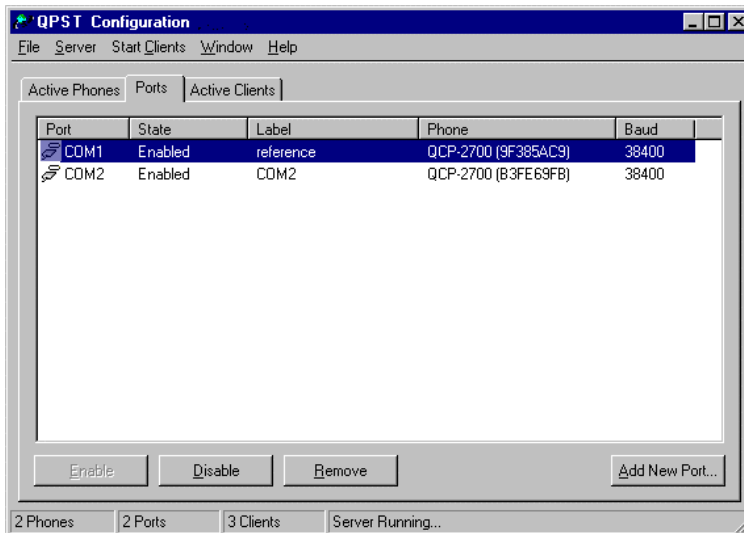 QPST Configuration
File Server Start Clients Window Help
Active Phones Ports Active Clients
Port State Label Phone Baud
COM1 Enabled reference QCP-2700 (9F385AC9) 38400
COM2 Enabled COM2 QCP-2700 (B3FE69FB) 38400
Enable Disable Remove Add New Port...
2 Phones 2 Ports 3 Clients Server Running...